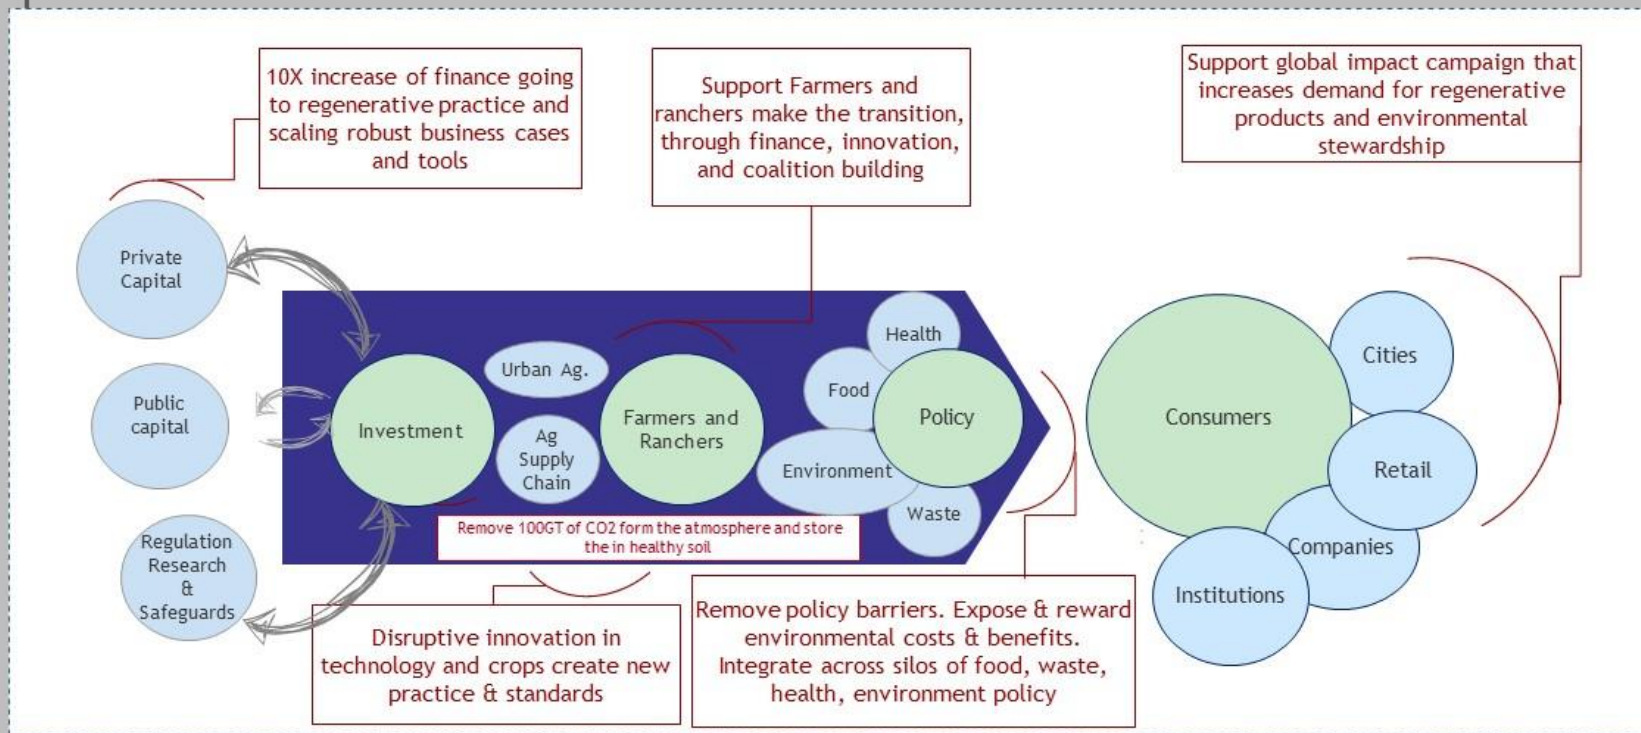 10X increase of finance going
to regenerative practice and
scaling robust business cases
and tools
Support Farmers and
ranchers make the transition,
through finance, innovation,
and coalition building
Support global impact campaign that
increases demand for regenerative
products and environmental
stewardship
Private
Capital
Public
capital
Regulation
Research
&
Safeguards
Investment
Urban Ag.
Ag
Supply
Chain
Farmers and
Ranchers
Health
Food
Environment
Waste
Policy
Consumers
Cities
Retail
Companies
Institutions
Remove 100GT of CO2 form the atmosphere and store
the in healthy soil
Disruptive innovation in
technology and crops create new
practice & standards
Remove policy barriers. Expose & reward
environmental costs & benefits.
Integrate across silos of food, waste,
health, environment policy